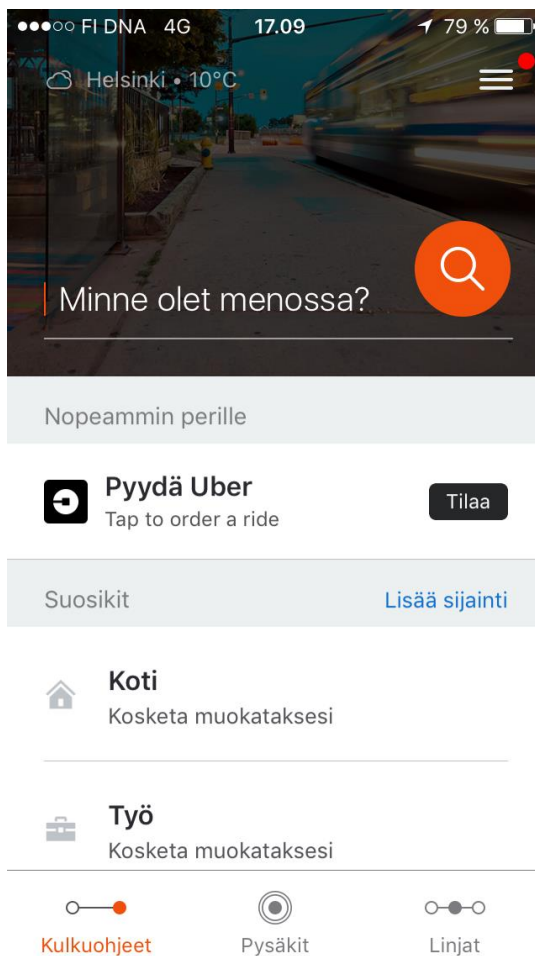 FI DNA 4G 17.09 79 %
Helsinki • 10°C
Minne olet menossa?
Nopeammin perille
Pyydä Uber
Tap to order a ride
Tilaa
Suosikit
Lisää sijainti
Koti
Kosketa muokataksesi
Työ
Kosketa muokataksesi
Kulkuohjeet
Pysäkit
Linjat